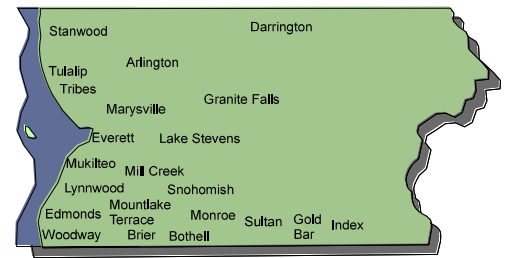 Darrington
Stanwood
Arlington
Tulalip
Tribes
Granite Falls
Marysville
Everett
Lake Stevens
Mukilteo
Mill Creek
Lynnwood
Snohomish
Mountlake
Terrace
Edmonds
Monroe
Sultan
Gold
Bar
Index
Woodway
Brier
Bothell